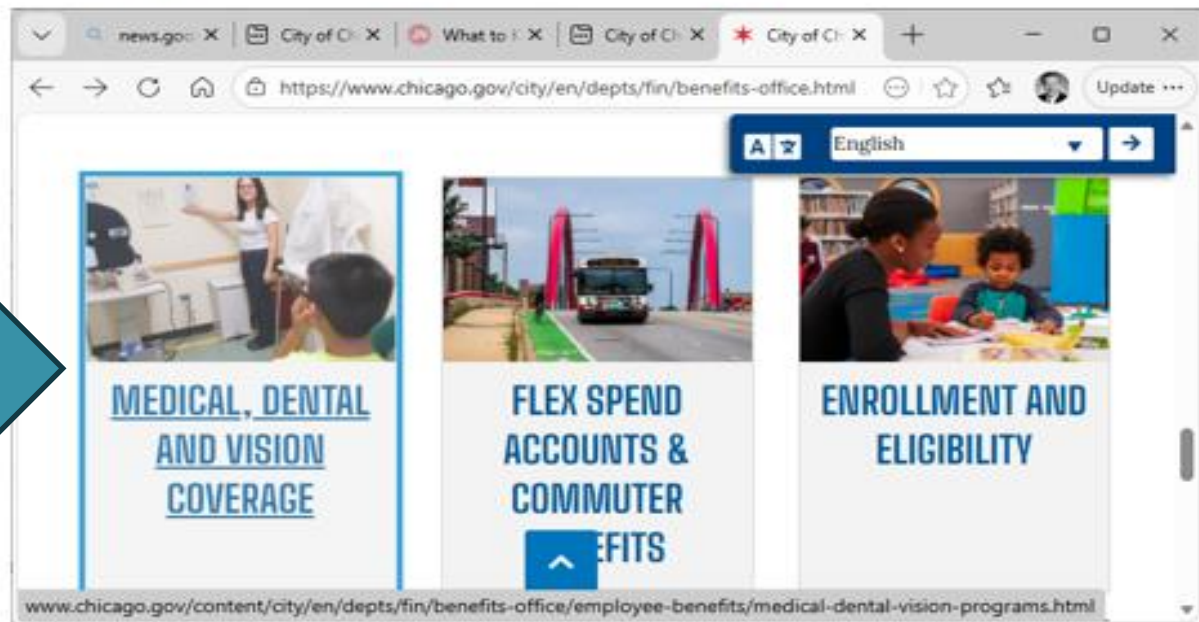 news.goo
City of Ch
What to
City of Ch
City of Ch
https://www.chicago.gov/city/en/depts/fin/benefits-office.html
Update
English
MEDICAL, DENTAL
AND VISION
COVERAGE
FLEX SPEND
ACCOUNTS &
COMMUTER
EFITS
ENROLLMENT AND
ELIGIBILITY
www.chicago.gov/content/city/en/depts/fin/benefits-office/employee-benefits/medical-dental-vision-programs.html